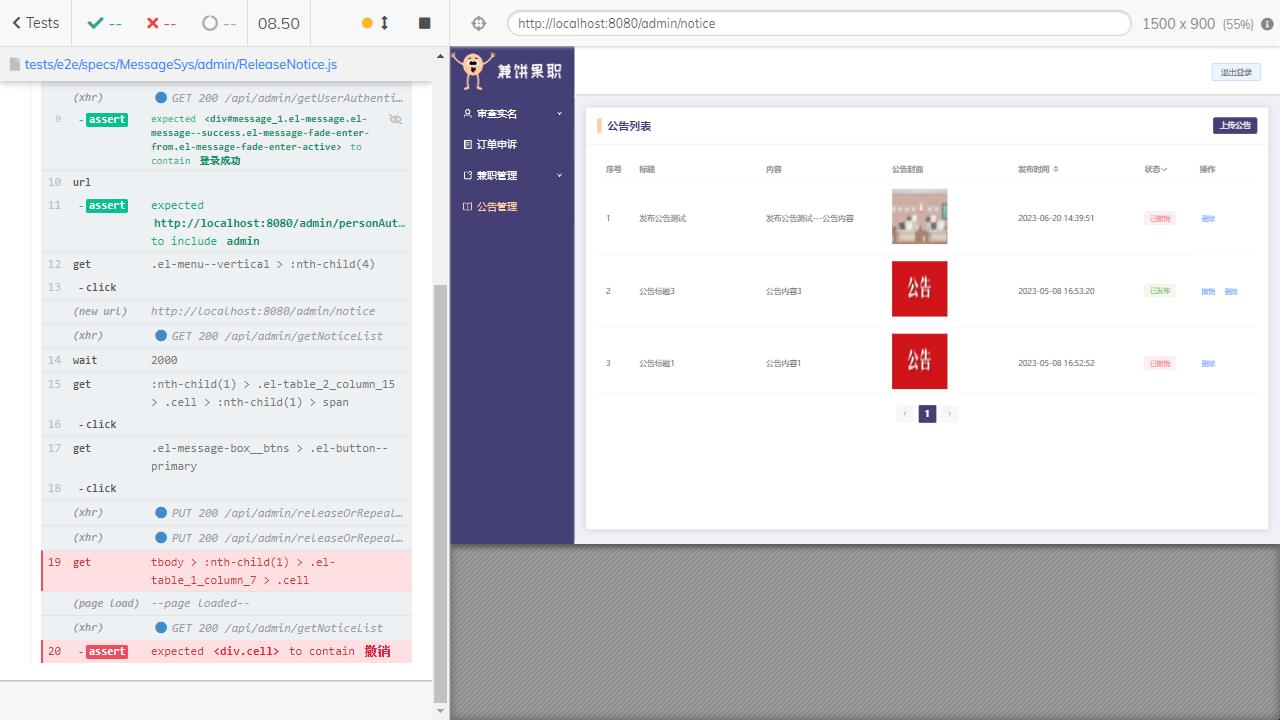 Tests
--
--
--
08.50
http://localhost:8080/admin/notice
1500 x 900 (55%)
tests/e2e/specs/MessageSys/admin/ReleaseNotice.js
(xhr) GET 200 /api/admin/getUserAuthenti...
9 - assert expected <div#message_1.el-message.el-
message--success.el-message-fade-enter-
from.el-message-fade-enter-active> to
contain 登录成功
10 url
11 - assert expected
http://localhost:8080/admin/personAut...
to include admin
12 get .el-menu--vertical > :nth-child(4)
13 - click
(new url) http://localhost:8080/admin/notice
(xhr) GET 200 /api/admin/getNoticeList
14 wait 2000
15 get :nth-child(1) > .el-table_2_column_15
> .cell > :nth-child(1) > span
16 - click
17 get .el-message-box__btns > .el-button--
primary
18 - click
(xhr) PUT 200 /api/admin/releaseOrRepeal...
(xhr) PUT 200 /api/admin/releaseOrRepeal...
19 get tbody > :nth-child(1) > .el-
table_1_column_7 > .cell
(page load) --page loaded--
(xhr) GET 200 /api/admin/getNoticeList
20 - assert expected <div.cell> to contain 撤销
兼饼果职
审查实名
订单申诉
兼职管理
公告管理
退出登录
公告列表
上传公告
序号 标题 内容 公告封面 发布时间 状态 操作
1 发布公告测试 发布公告测试---公告内容 2023-06-20 14:39:51 已撤销 删除
2 公告标题3 公告内容3 公告 2023-05-08 16:53:20 已发布 撤销 删除
3 公告标题1 公告内容1 公告 2023-05-08 16:52:52 已撤销 删除
1